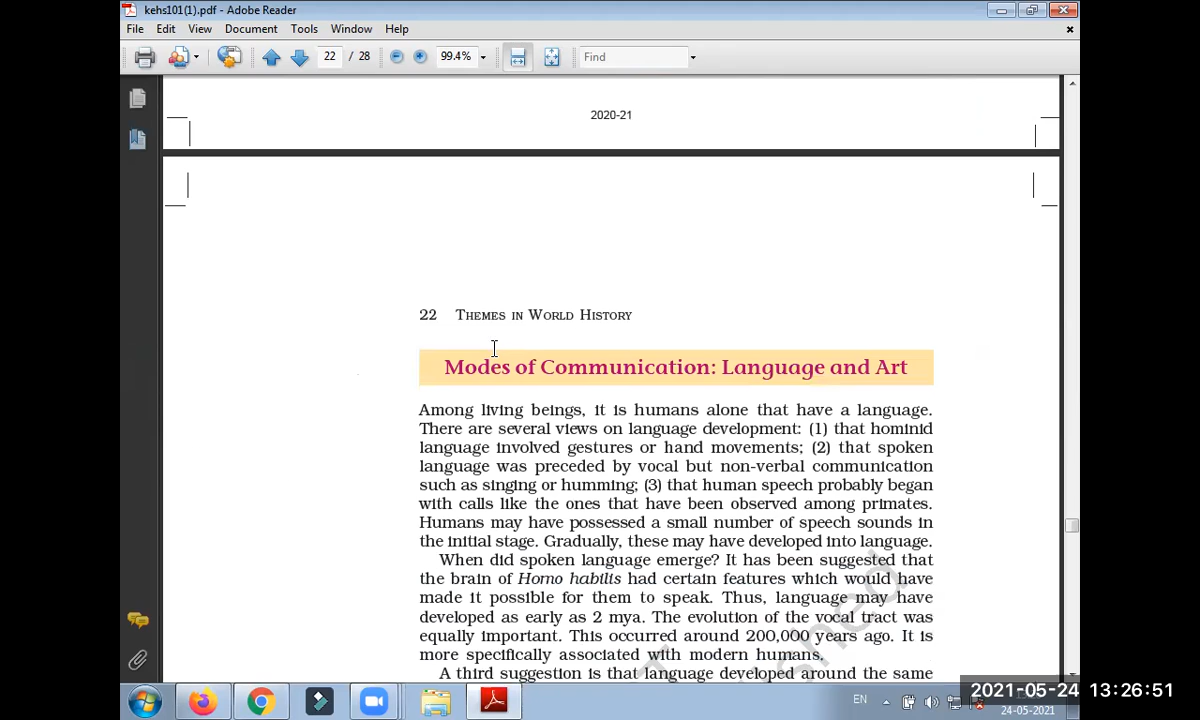 kehs101(1).pdf - Adobe Reader
File Edit View Document Tools Window Help
22 / 28 99.4% Find
2020-21
22 THEMES IN WORLD HISTORY
Modes of Communication: Language and Art
Among living beings, it is humans alone that have a language.
There are several views on language development: (1) that hominid
language involved gestures or hand movements; (2) that spoken
language was preceded by vocal but non-verbal communication
such as singing or humming; (3) that human speech probably began
with calls like the ones that have been observed among primates.
Humans may have possessed a small number of speech sounds in
the initial stage. Gradually, these may have developed into language.
When did spoken language emerge? It has been suggested that
the brain of Homo habilis had certain features which would have
made it possible for them to speak. Thus, language may have
developed as early as 2 mya. The evolution of the vocal tract was
equally important. This occurred around 200,000 years ago. It is
more specifically associated with modern humans.
A third suggestion is that language developed around the same
EN
2021-05-24 13:26:51
24-05-2021